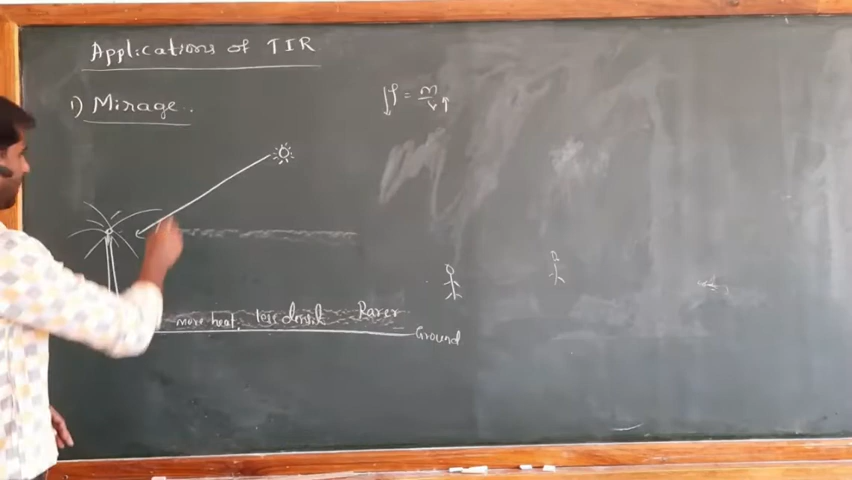 Applications of TIR
1) Mirage..
↓ρ = m/v↑
more heat, less dense Rarer
Ground